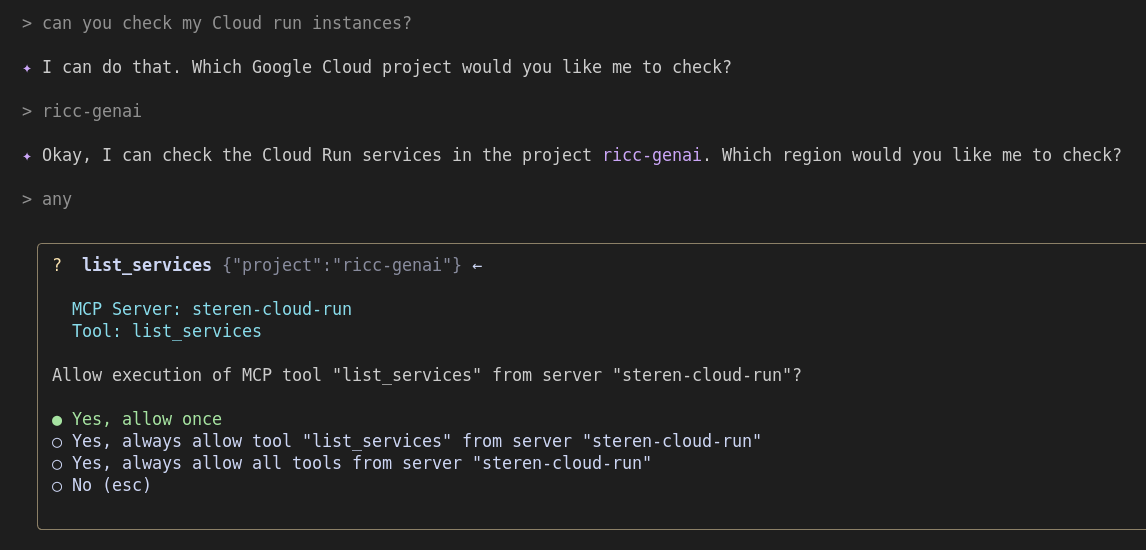 > can you check my Cloud run instances?
✦ I can do that. Which Google Cloud project would you like me to check?
> ricc-genai
✦ Okay, I can check the Cloud Run services in the project ricc-genai. Which region would you like me to check?
> any
? list_services {"project":"ricc-genai"} ←
MCP Server: steren-cloud-run
Tool: list_services
Allow execution of MCP tool "list_services" from server "steren-cloud-run"?
● Yes, allow once
○ Yes, always allow tool "list_services" from server "steren-cloud-run"
○ Yes, always allow all tools from server "steren-cloud-run"
○ No (esc)